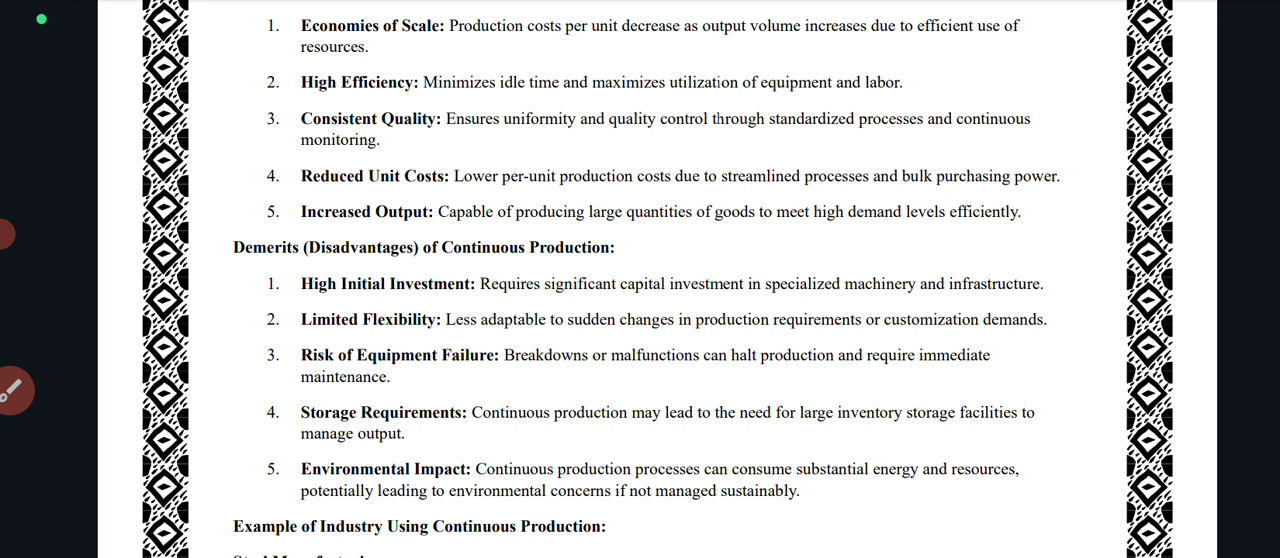 1. Economies of Scale: Production costs per unit decrease as output volume increases due to efficient use of
resources.
2. High Efficiency: Minimizes idle time and maximizes utilization of equipment and labor.
3. Consistent Quality: Ensures uniformity and quality control through standardized processes and continuous
monitoring.
4. Reduced Unit Costs: Lower per-unit production costs due to streamlined processes and bulk purchasing power.
5. Increased Output: Capable of producing large quantities of goods to meet high demand levels efficiently.
Demerits (Disadvantages) of Continuous Production:
1. High Initial Investment: Requires significant capital investment in specialized machinery and infrastructure.
2. Limited Flexibility: Less adaptable to sudden changes in production requirements or customization demands.
3. Risk of Equipment Failure: Breakdowns or malfunctions can halt production and require immediate
maintenance.
4. Storage Requirements: Continuous production may lead to the need for large inventory storage facilities to
manage output.
5. Environmental Impact: Continuous production processes can consume substantial energy and resources,
potentially leading to environmental concerns if not managed sustainably.
Example of Industry Using Continuous Production: